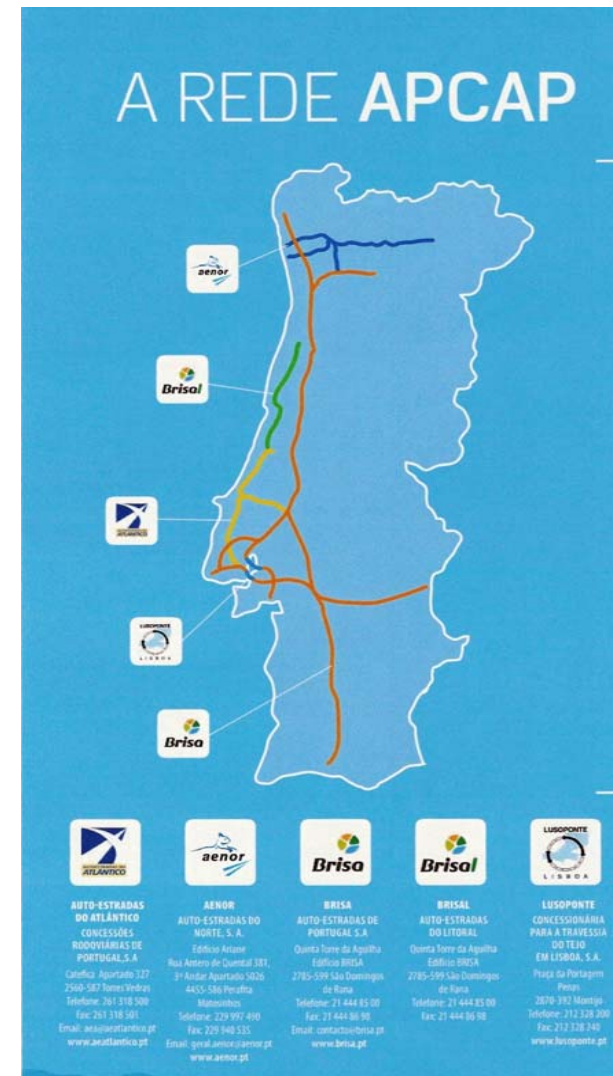 A REDE APCAP
aenor
Brisal
ATLÂNTICO
LUSOPONTE
LISBOA
Brisa
ATLÂNTICO
aenor
Brisa
Brisal
LUSOPONTE
LISBOA
AUTO-ESTRADAS
DO ATLÂNTICO
CONCESSÕES
RODOVIÁRIAS DE
PORTUGAL,S.A
Catefica Apartado 327
2560-587 Torres Vedras
Telefone: 261 318 500
Fax: 261 318 501
Email: aea@aeatlantico.pt
www.aeatlantico.pt
AENOR
AUTO-ESTRADAS DO
NORTE, S. A.
Edifício Ariane
Rua Antero de Quental 381,
3º Andar Apartado 5026
4455-586 Perafita
Matosinhos
Telefone: 229 997 490
Fax: 229 940 535
Email: geral.aenor@aenor.pt
www.aenor.pt
BRISA
AUTO-ESTRADAS DE
PORTUGAL S.A
Quinta Torre da Aguilha
Edifício BRISA
2785-599 São Domingos
de Rana
Telefone: 21 444 85 00
Fax: 21 444 86 98
Email: contacto@brisa.pt
www.brisa.pt
BRISAL
AUTO-ESTRADAS
DO LITORAL
Quinta Torre da Aguilha
Edifício BRISA
2785-599 São Domingos
de Rana
Telefone: 21 444 85 00
Fax: 21 444 86 98
LUSOPONTE
CONCESSIONÁRIA
PARA A TRAVESSIA
DO TEJO
EM LISBOA, S.A.
Praça da Portagem
Penas
2870-392 Montijo
Telefone: 212 328 200
Fax: 212 328 240
www.lusoponte.pt